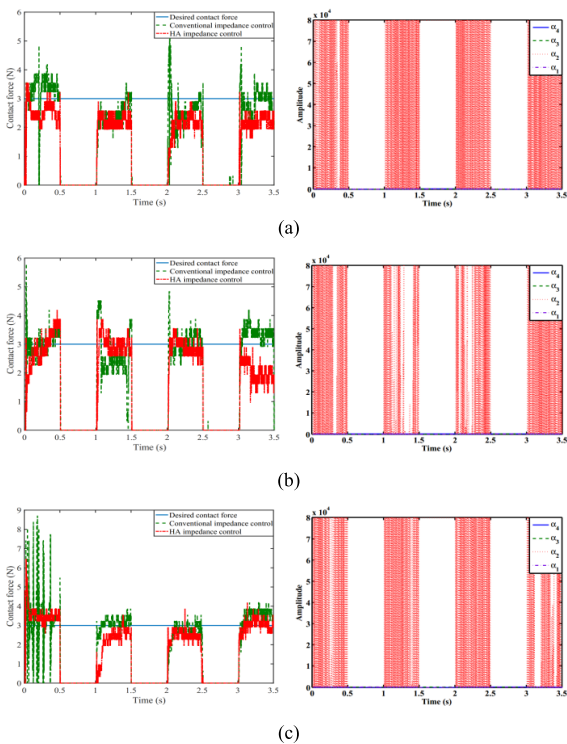 Desired contact force
Conventional impedance control
HA impedance control
Contact force (N)
6
5
4
3
2
1
0
0 0.5 1 1.5 2 2.5 3 3.5
Time (s)
x 10^4
α4
α3
α2
α1
Amplitude
8
7
6
5
4
3
2
1
0
0 0.5 1 1.5 2 2.5 3 3.5
Time (s)
(a)
Desired contact force
Conventional impedance control
HA impedance control
Contact force (N)
6
5
4
3
2
1
0
0 0.5 1 1.5 2 2.5 3 3.5
Time (s)
x 10^4
α4
α3
α2
α1
Amplitude
8
7
6
5
4
3
2
1
0
0 0.5 1 1.5 2 2.5 3 3.5
Time (s)
(b)
Desired contact force
Conventional impedance control
HA impedance control
Contact force (N)
9
8
7
6
5
4
3
2
1
0
0 0.5 1 1.5 2 2.5 3 3.5
Time (s)
x 10^4
α4
α3
α2
α1
Amplitude
8
7
6
5
4
3
2
1
0
0 0.5 1 1.5 2 2.5 3 3.5
Time (s)
(c)